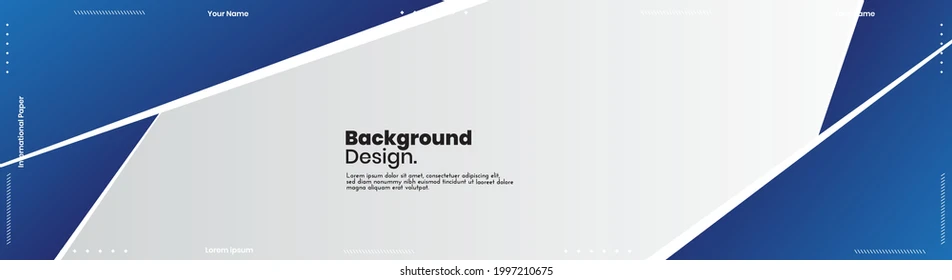 Your Name
Name
International Paper
Background
Design.
Lorem ipsum dolor sit amet, consectetuer adipiscing elit,
sed diam nonummy nibh euismod tincidunt ut laoreet dolore
magna aliquam erat volutpat.
Lorem ipsum
shutterstock.com · 1997210675